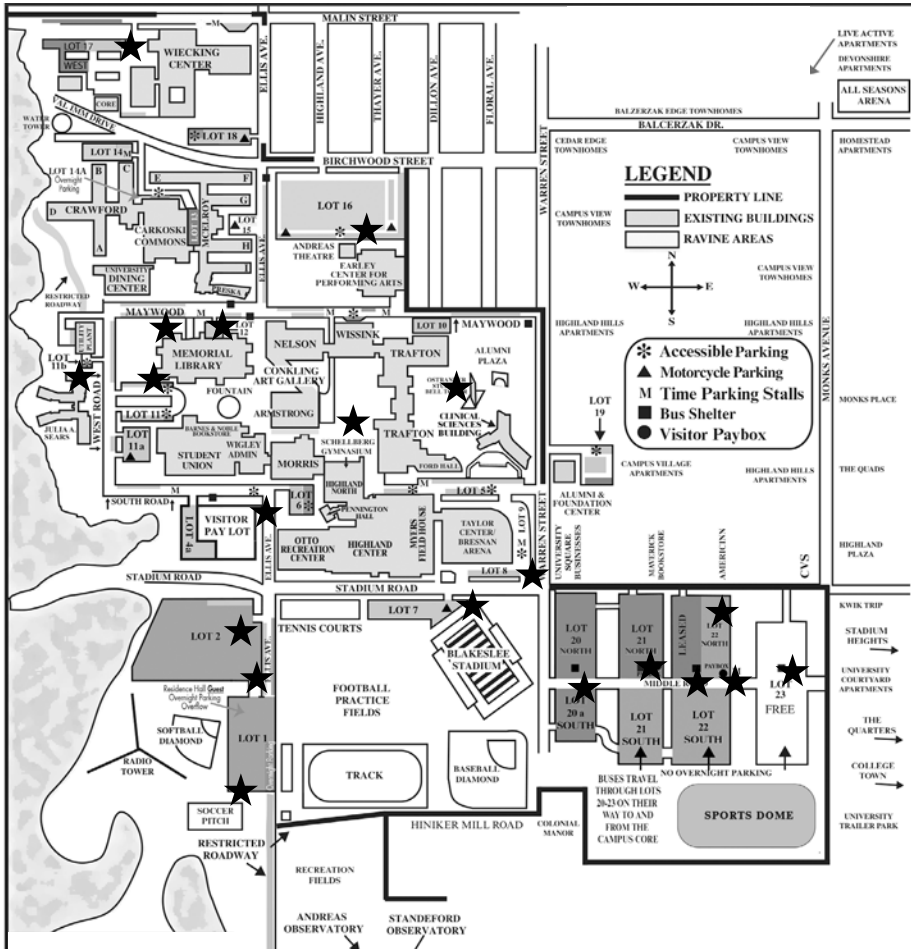 MALIN STREET
M
LOT 17
WEST
WIECKING
CENTER
CORE
ELLIS AVE.
HIGHLAND AVE.
THAYER AVE.
DILLON AVE.
FLORAL AVE.
LIVE ACTIVE
APARTMENTS
DEVONSHIRE
APARTMENTS
ALL SEASONS
ARENA
VAL IMM DRIVE
WATER
TOWER
LOT 18
BALZERZAK EDGE TOWNHOMES
BALCERZAK DR.
WARREN STREET
CEDAR EDGE
TOWNHOMES
CAMPUS VIEW
TOWNHOMES
HOMESTEAD
APARTMENTS
LOT 14
M
BIRCHWOOD STREET
LOT 14A
Overnight
Parking
B
C
E
F
G
D
CRAWFORD
A
CARKOSKI
COMMONS
MCELROY
LOT
15
H
I
UNIVERSITY
DINING
CENTER
PRESKA
RESTRICTED
ROADWAY
ELLIS AVE.
LOT 16
ANDREAS
THEATRE
EARLEY
CENTER FOR
PERFORMING ARTS
LEGEND
PROPERTY LINE
EXISTING BUILDINGS
RAVINE AREAS
N
W
E
S
CAMPUS VIEW
TOWNHOMES
CAMPUS VIEW
TOWNHOMES
HIGHLAND HILLS
APARTMENTS
HIGHLAND HILLS
APARTMENTS
MONKS AVENUE
Accessible Parking
Motorcycle Parking
M Time Parking Stalls
Bus Shelter
Visitor Paybox
MAYWOOD
M
M
M
M
LOT
12
UTILITY
PLANT
LOT
11b
MEMORIAL
LIBRARY
NELSON
WISSINK
LOT 10
MAYWOOD
TRAFTON
ALUMNI
PLAZA
CONKLING
ART GALLERY
FOUNTAIN
WEST ROAD
JULIA A.
SEARS
LOT 11
LOT
11a
BARNES & NOBLE
BOOKSTORE
STUDENT
UNION
WIGLEY
ADMIN
ARMSTRONG
MORRIS
SCHELLBERG
GYMNASIUM
HIGHLAND
NORTH
TRAFTON
CLINICAL
SCIENCES
BUILDING
FORD HALL
LOT
19
MONKS PLACE
CAMPUS VILLAGE
APARTMENTS
HIGHLAND HILLS
APARTMENTS
THE QUADS
ALUMNI &
FOUNDATION
CENTER
SOUTH ROAD
M
LOT 4a
VISITOR
PAY LOT
ELLIS AVE.
LOT
6
PENNINGTON
HALL
OTTO
RECREATION
CENTER
HIGHLAND
CENTER
MYERS
FIELD HOUSE
M
LOT 5
TAYLOR
CENTER/
BRESNAN
ARENA
LOT 9
M
LOT 8
WARREN STREET
UNIVERSITY
SQUARE
BUSINESSES
MAVERICK
BOOKSTORE
AMERICINN
CVS
HIGHLAND
PLAZA
STADIUM ROAD
STADIUM ROAD
LOT 2
ELLIS AVE.
TENNIS COURTS
LOT 7
BLAKESLEE
STADIUM
FOOTBALL
PRACTICE
FIELDS
LOT
20
NORTH
LOT
21
NORTH
LEASED
LOT
22
NORTH
PAYBOX
KWIK TRIP
STADIUM
HEIGHTS
UNIVERSITY
COURTYARD
APARTMENTS
Residence Hall Guest
Overnight Parking
Overflow
LOT
20 a
SOUTH
LOT
21
SOUTH
LOT
22
SOUTH
LOT
23
FREE
THE
QUARTERS
LOT 1
SOFTBALL
DIAMOND
RADIO
TOWER
TRACK
BASEBALL
DIAMOND
NO OVERNIGHT PARKING
COLLEGE
TOWN
BUSES TRAVEL
THROUGH LOTS
20-23 ON THEIR
WAY TO AND
FROM THE
CAMPUS CORE
SPORTS DOME
SOCCER
PITCH
HINIKER MILL ROAD
COLONIAL
MANOR
UNIVERSITY
TRAILER PARK
RESTRICTED
ROADWAY
RECREATION
FIELDS
ANDREAS
OBSERVATORY
STANDEFORD
OBSERVATORY